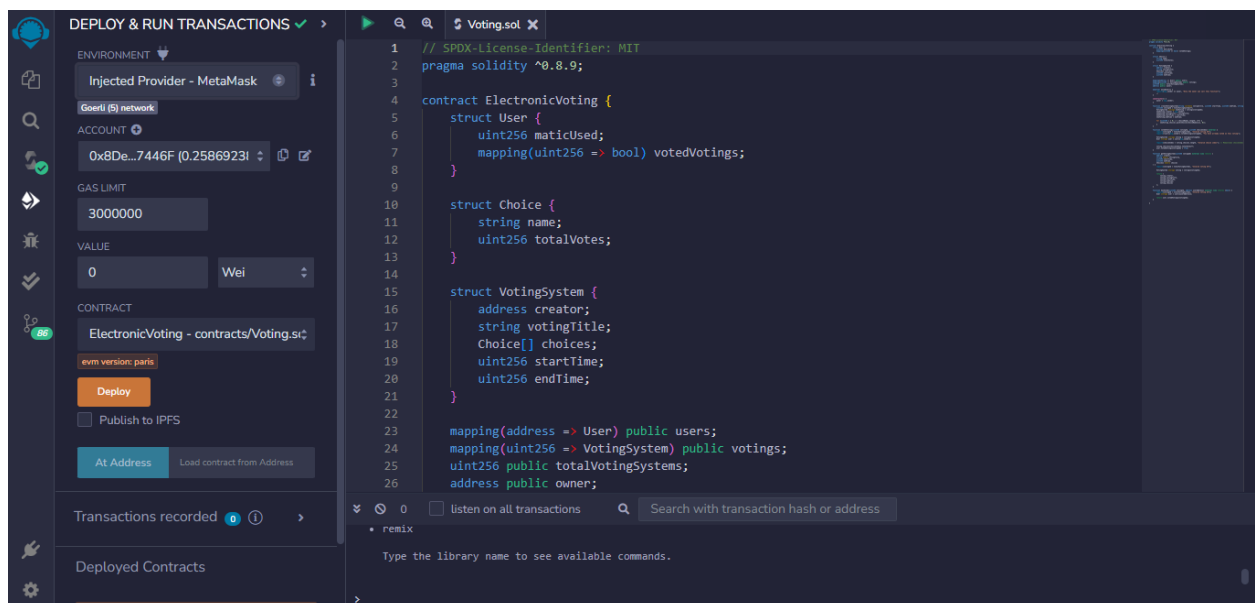 DEPLOY & RUN TRANSACTIONS
ENVIRONMENT
Injected Provider - MetaMask
Goerli (5) network
ACCOUNT
0x8De...7446F (0.2586923
GAS LIMIT
3000000
VALUE
0
Wei
CONTRACT
ElectronicVoting - contracts/Voting.so
evm version: paris
Deploy
Publish to IPFS
At Address
Load contract from Address
Transactions recorded 0 i
Deployed Contracts
86
Voting.sol
1 // SPDX-License-Identifier: MIT
2 pragma solidity ^0.8.9;
3
4 contract ElectronicVoting {
5 struct User {
6 uint256 maticUsed;
7 mapping(uint256 => bool) votedVotings;
8 }
9
10 struct Choice {
11 string name;
12 uint256 totalVotes;
13 }
14
15 struct VotingSystem {
16 address creator;
17 string votingTitle;
18 Choice[] choices;
19 uint256 startTime;
20 uint256 endTime;
21 }
22
23 mapping(address => User) public users;
24 mapping(uint256 => VotingSystem) public votings;
25 uint256 public totalVotingSystems;
26 address public owner;
0
listen on all transactions
Search with transaction hash or address
• remix
Type the library name to see available commands.
>